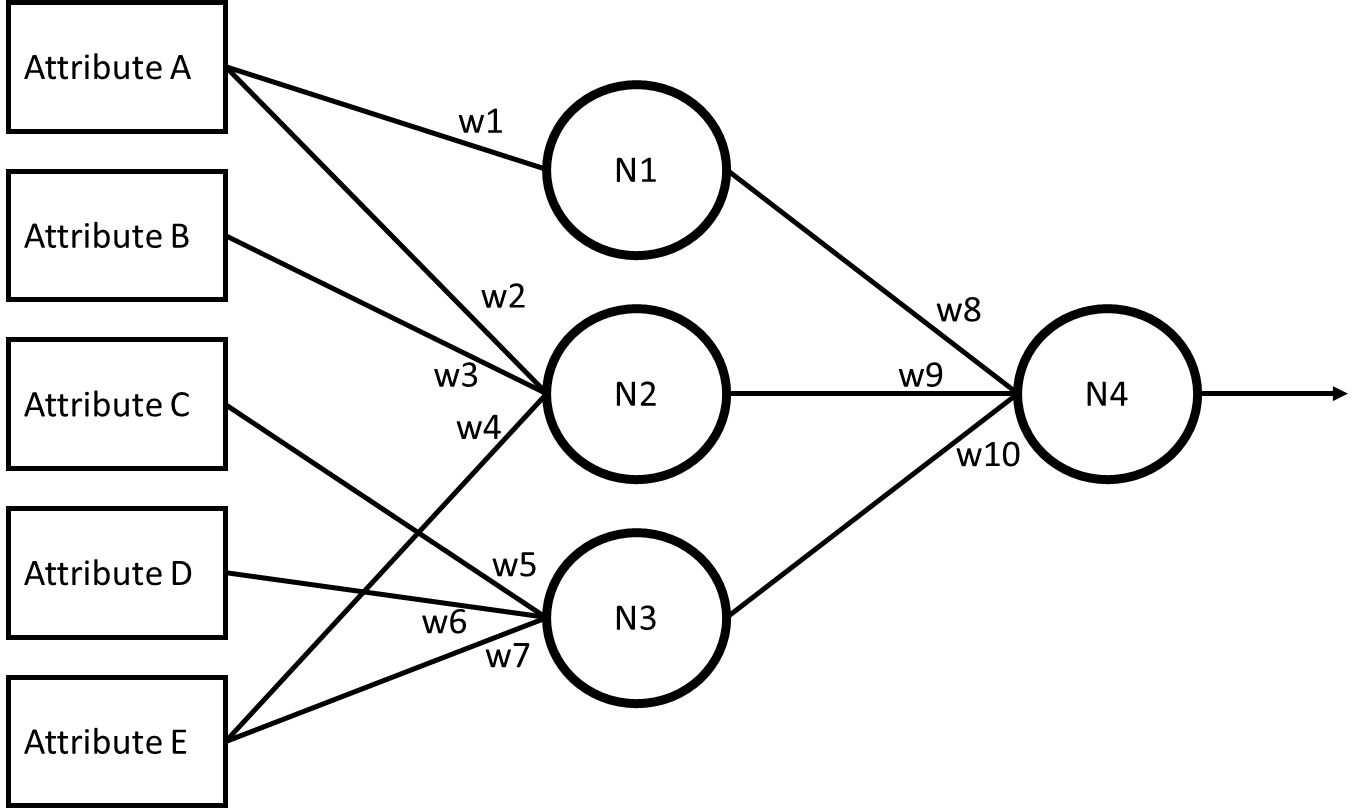 Attribute A
Attribute B
Attribute C
Attribute D
Attribute E
w1
w2
w3
w4
w5
w6
w7
N1
N2
N3
w8
w9
w10
N4